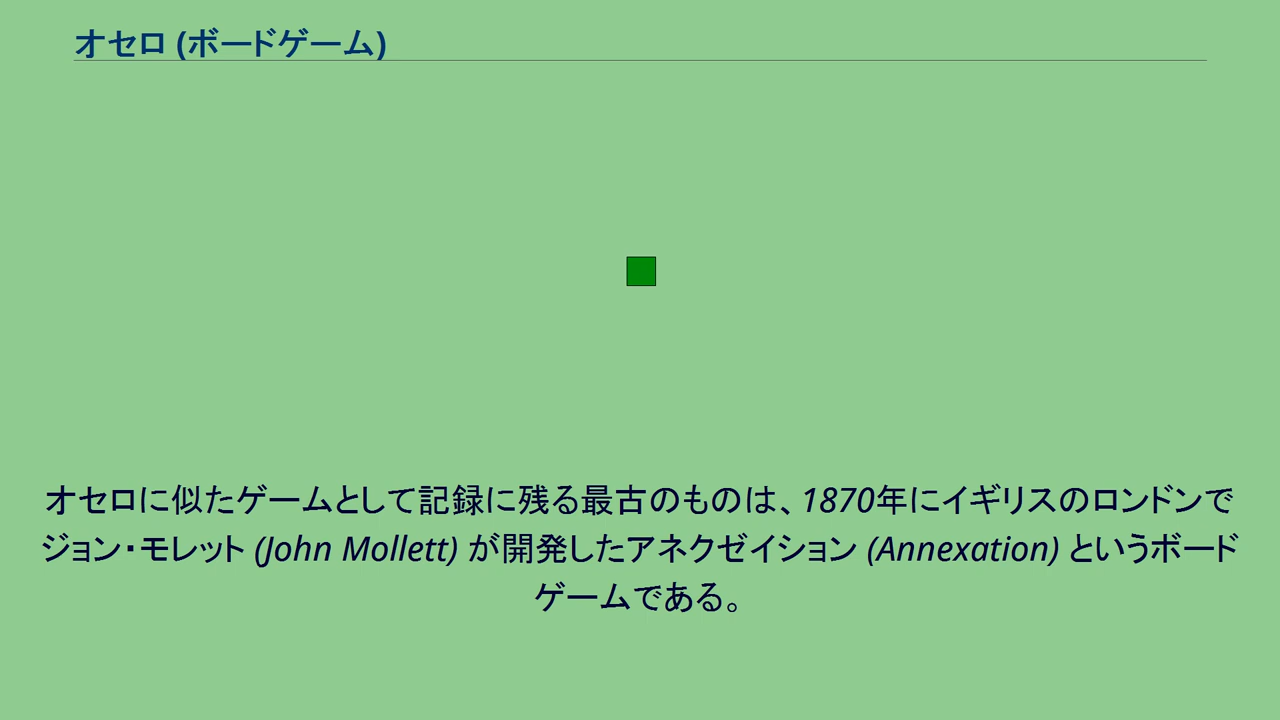 オセロ (ボードゲーム)
オセロに似たゲームとして記録に残る最古のものは、1870年にイギリスのロンドンで
ジョン・モレット (John Mollett) が開発したアネクゼイション (Annexation) というボード
ゲームである。